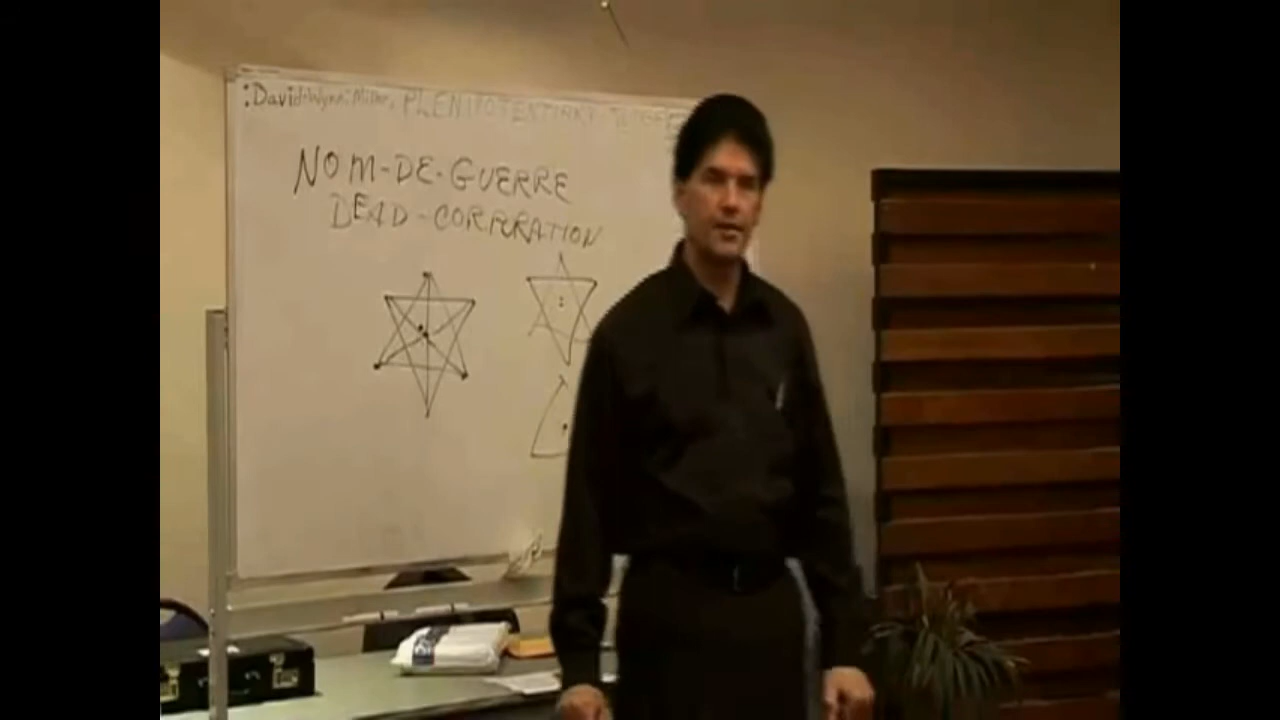 :David-Wynn: Miller, PLENIPOTENTIARY
NOM-DE-GUERRE
DEAD-CORPORATION